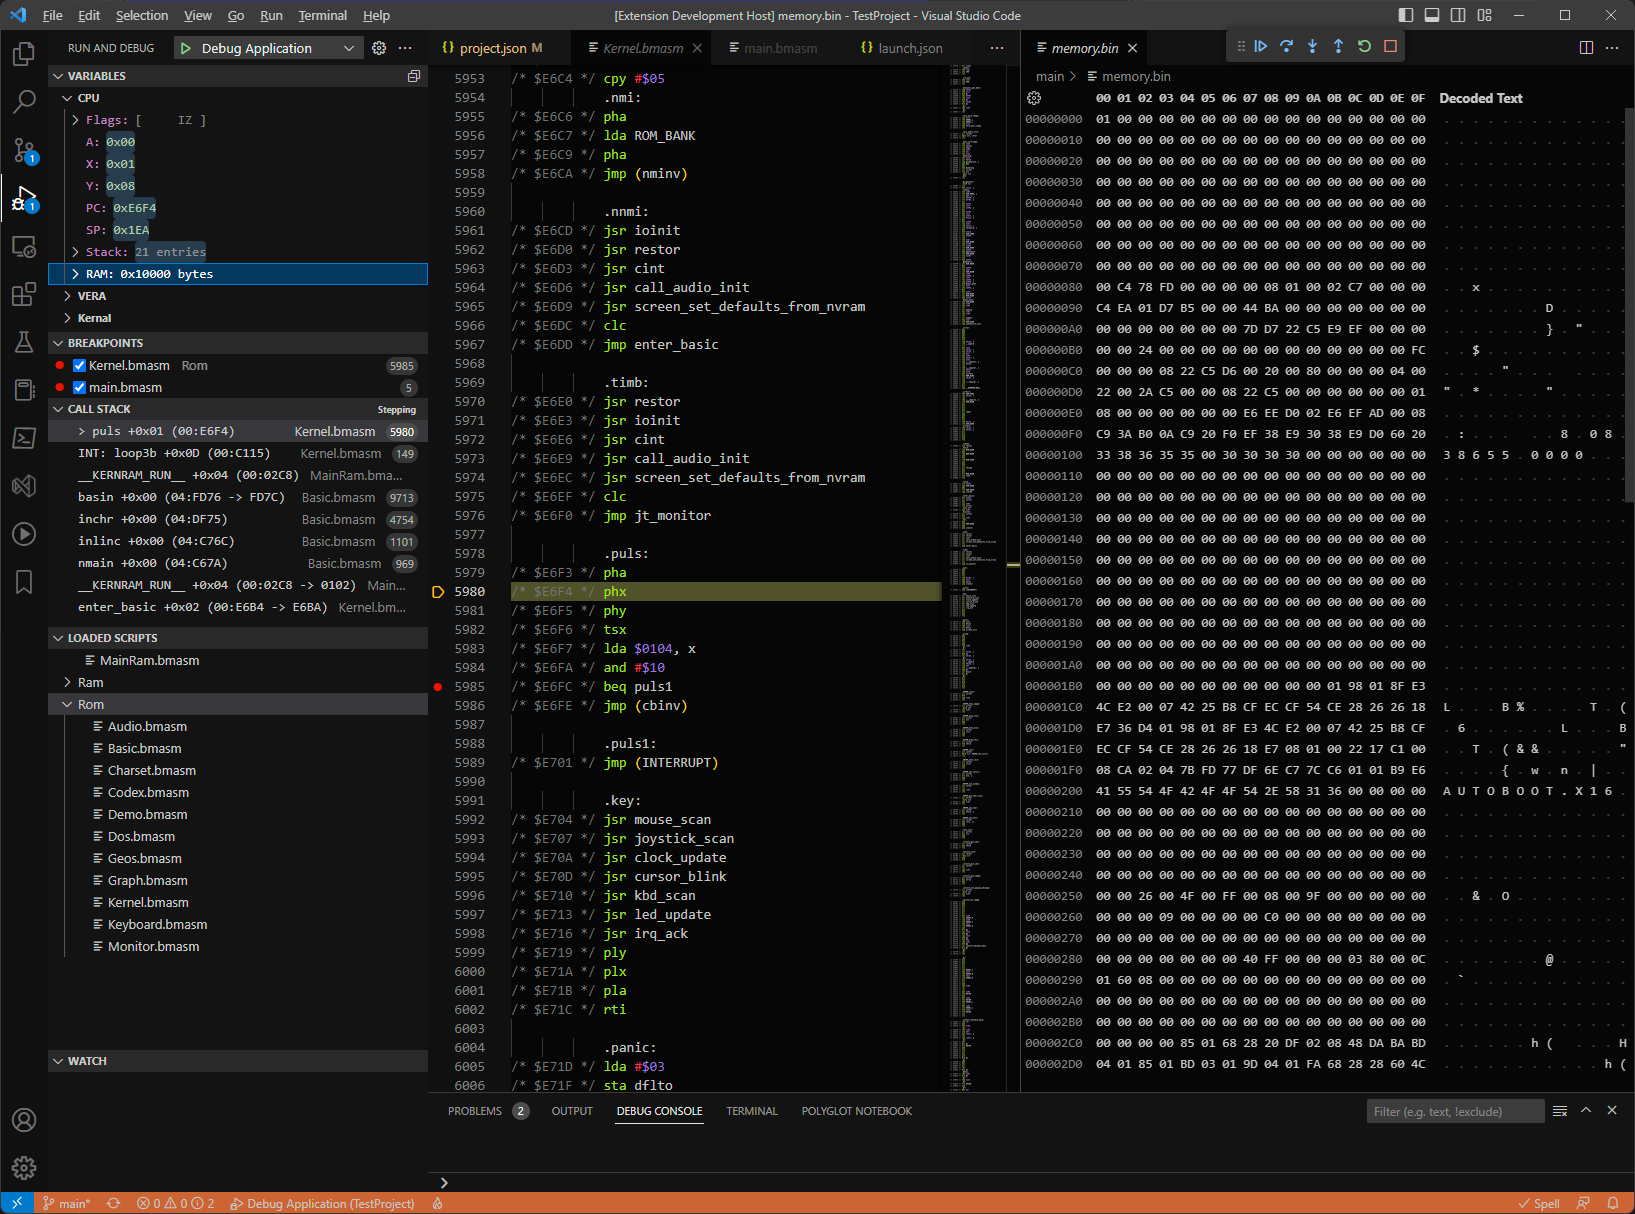 File Edit Selection View Go Run Terminal Help
[Extension Development Host] memory.bin - TestProject - Visual Studio Code
RUN AND DEBUG Debug Application
VARIABLES
CPU
Flags: [ IZ ]
A: 0x00
X: 0x01
Y: 0x08
PC: 0xE6F4
SP: 0x1EA
Stack: 21 entries
RAM: 0x10000 bytes
VERA
Kernal
BREAKPOINTS
Kernel.bmasm Rom 5985
main.bmasm 5
CALL STACK Stepping
> puls +0x01 (00:E6F4) Kernel.bmasm 5980
INT: loop3b +0x0D (00:C115) Kernel.bmasm 149
__KERNRAM_RUN__ +0x04 (00:02C8) MainRam.bma...
basin +0x00 (04:FD76 -> FD7C) Basic.bmasm 9713
inchr +0x00 (04:DF75) Basic.bmasm 4754
inlinc +0x00 (04:C76C) Basic.bmasm 1101
nmain +0x00 (04:C67A) Basic.bmasm 969
__KERNRAM_RUN__ +0x04 (00:02C8 -> 0102) Main...
enter_basic +0x02 (00:E6B4 -> E6BA) Kernel.bm...
LOADED SCRIPTS
MainRam.bmasm
Ram
Rom
Audio.bmasm
Basic.bmasm
Charset.bmasm
Codex.bmasm
Demo.bmasm
Dos.bmasm
Geos.bmasm
Graph.bmasm
Kernel.bmasm
Keyboard.bmasm
Monitor.bmasm
WATCH
project.json M Kernel.bmasm main.bmasm launch.json
5953 /* $E6C4 */ cpy #$05
5954 .nmi:
5955 /* $E6C6 */ pha
5956 /* $E6C7 */ lda ROM_BANK
5957 /* $E6C9 */ pha
5958 /* $E6CA */ jmp (nminv)
5959
5960 .nnmi:
5961 /* $E6CD */ jsr ioinit
5962 /* $E6D0 */ jsr restor
5963 /* $E6D3 */ jsr cint
5964 /* $E6D6 */ jsr call_audio_init
5965 /* $E6D9 */ jsr screen_set_defaults_from_nvram
5966 /* $E6DC */ clc
5967 /* $E6DD */ jmp enter_basic
5968
5969 .timb:
5970 /* $E6E0 */ jsr restor
5971 /* $E6E3 */ jsr ioinit
5972 /* $E6E6 */ jsr cint
5973 /* $E6E9 */ jsr call_audio_init
5974 /* $E6EC */ jsr screen_set_defaults_from_nvram
5975 /* $E6EF */ clc
5976 /* $E6F0 */ jmp jt_monitor
5977
5978 .puls:
5979 /* $E6F3 */ pha
5980 /* $E6F4 */ phx
5981 /* $E6F5 */ phy
5982 /* $E6F6 */ tsx
5983 /* $E6F7 */ lda $0104, x
5984 /* $E6FA */ and #$10
5985 /* $E6FC */ beq puls1
5986 /* $E6FE */ jmp (cbinv)
5987
5988 .puls1:
5989 /* $E701 */ jmp (INTERRUPT)
5990
5991 .key:
5992 /* $E704 */ jsr mouse_scan
5993 /* $E707 */ jsr joystick_scan
5994 /* $E70A */ jsr clock_update
5995 /* $E70D */ jsr cursor_blink
5996 /* $E710 */ jsr kbd_scan
5997 /* $E713 */ jsr led_update
5998 /* $E716 */ jsr irq_ack
5999 /* $E719 */ ply
6000 /* $E71A */ plx
6001 /* $E71B */ pla
6002 /* $E71C */ rti
6003
6004 .panic:
6005 /* $E71D */ lda #$03
6006 /* $E71F */ sta dflto
memory.bin
main > memory.bin
00 01 02 03 04 05 06 07 08 09 0A 0B 0C 0D 0E 0F Decoded Text
00000000 01 00 00 00 00 00 00 00 00 00 00 00 00 00 00 00
00000010 00 00 00 00 00 00 00 00 00 00 00 00 00 00 00 00
00000020 00 00 00 00 00 00 00 00 00 00 00 00 00 00 00 00
00000030 00 00 00 00 00 00 00 00 00 00 00 00 00 00 00 00
00000040 00 00 00 00 00 00 00 00 00 00 00 00 00 00 00 00
00000050 00 00 00 00 00 00 00 00 00 00 00 00 00 00 00 00
00000060 00 00 00 00 00 00 00 00 00 00 00 00 00 00 00 00
00000070 00 00 00 00 00 00 00 00 00 00 00 00 00 00 00 00
00000080 00 C4 78 FD 00 00 00 00 08 01 00 02 C7 00 00 00 x
00000090 C4 EA 01 D7 B5 00 00 44 BA 00 00 00 00 00 00 00 D
000000A0 00 00 00 00 00 00 00 7D D7 22 C5 E9 EF 00 00 00 } "
000000B0 00 00 24 00 00 00 00 00 00 00 00 00 00 00 00 FC $
000000C0 00 00 00 08 22 C5 D6 00 20 00 80 00 00 00 04 00 "
000000D0 22 00 2A C5 00 00 08 22 C5 00 00 00 00 00 00 01 " * "
000000E0 08 00 00 00 00 00 00 E6 EE D0 02 E6 EF AD 00 08
000000F0 C9 3A B0 0A C9 20 F0 EF 38 E9 30 38 E9 D0 60 20 : 8 0 8
00000100 33 38 36 35 35 00 30 30 30 30 00 00 00 00 00 00 3 8 6 5 5 . 0 0 0 0
00000110 00 00 00 00 00 00 00 00 00 00 00 00 00 00 00 00
00000120 00 00 00 00 00 00 00 00 00 00 00 00 00 00 00 00
00000130 00 00 00 00 00 00 00 00 00 00 00 00 00 00 00 00
00000140 00 00 00 00 00 00 00 00 00 00 00 00 00 00 00 00
00000150 00 00 00 00 00 00 00 00 00 00 00 00 00 00 00 00
00000160 00 00 00 00 00 00 00 00 00 00 00 00 00 00 00 00
00000170 00 00 00 00 00 00 00 00 00 00 00 00 00 00 00 00
00000180 00 00 00 00 00 00 00 00 00 00 00 00 00 00 00 00
00000190 00 00 00 00 00 00 00 00 00 00 00 00 00 00 00 00
000001A0 00 00 00 00 00 00 00 00 00 00 00 00 00 00 00 00
000001B0 00 00 00 00 00 00 00 00 00 00 00 01 98 01 8F E3
000001C0 4C E2 00 07 42 25 B8 CF EC CF 54 CE 28 26 26 18 L B % T (
000001D0 E7 36 D4 01 98 01 8F E3 4C E2 00 07 42 25 B8 CF 6 L B
000001E0 EC CF 54 CE 28 26 26 18 E7 08 01 00 22 17 C1 00 T ( & & "
000001F0 08 CA 02 04 7B FD 77 DF 6E C7 7C C6 01 01 B9 E6 { w n |
00000200 41 55 54 4F 42 4F 4F 54 2E 58 31 36 00 00 00 00 A U T O B O O T . X 1 6
00000210 00 00 00 00 00 00 00 00 00 00 00 00 00 00 00 00
00000220 00 00 00 00 00 00 00 00 00 00 00 00 00 00 00 00
00000230 00 00 00 00 00 00 00 00 00 00 00 00 00 00 00 00
00000240 00 00 00 00 00 00 00 00 00 00 00 00 00 00 00 00
00000250 00 00 26 00 4F 00 FF 00 08 00 9F 00 00 00 00 00 & O
00000260 00 00 00 09 00 00 00 00 C0 00 00 00 00 00 00 00
00000270 00 00 00 00 00 00 00 00 00 00 00 00 00 00 00 00
00000280 00 00 00 00 00 00 00 40 FF 00 00 00 03 80 00 0C @
00000290 01 60 08 00 00 00 00 00 00 00 00 00 00 00 00 00 `
000002A0 00 00 00 00 00 00 00 00 00 00 00 00 00 00 00 00
000002B0 00 00 00 00 00 00 00 00 00 00 00 00 00 00 00 00
000002C0 00 00 00 00 85 01 68 28 20 DF 02 08 48 DA BA BD h ( H
000002D0 04 01 85 01 BD 03 01 9D 04 01 FA 68 28 28 60 4C h (
PROBLEMS 2 OUTPUT DEBUG CONSOLE TERMINAL POLYGLOT NOTEBOOK Filter (e.g. text, !exclude)
main* 0 0 2 Debug Application (TestProject) Spell